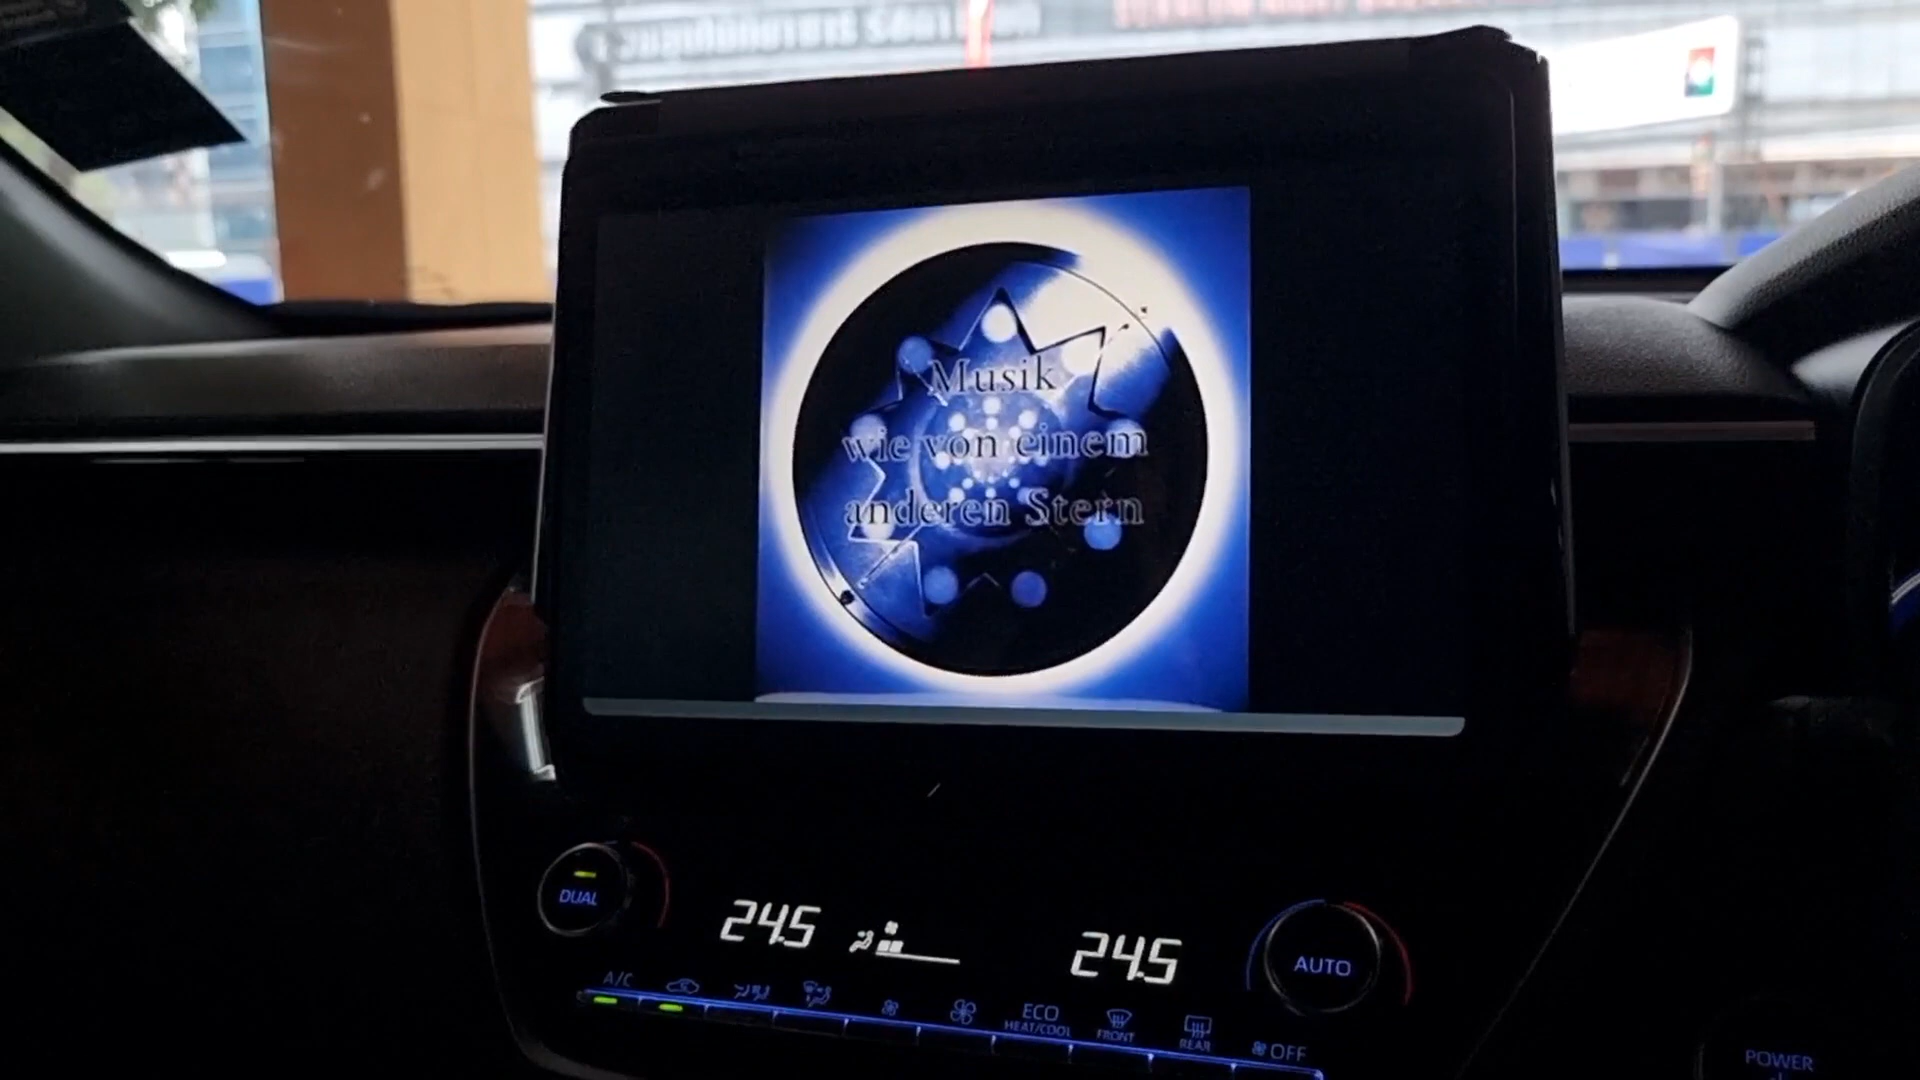 Musik
wie von einem
anderen Stern
DUAL
24.5
24.5
AUTO
A/C
ECO
HEAT/COOL
FRONT
REAR
OFF
POWER